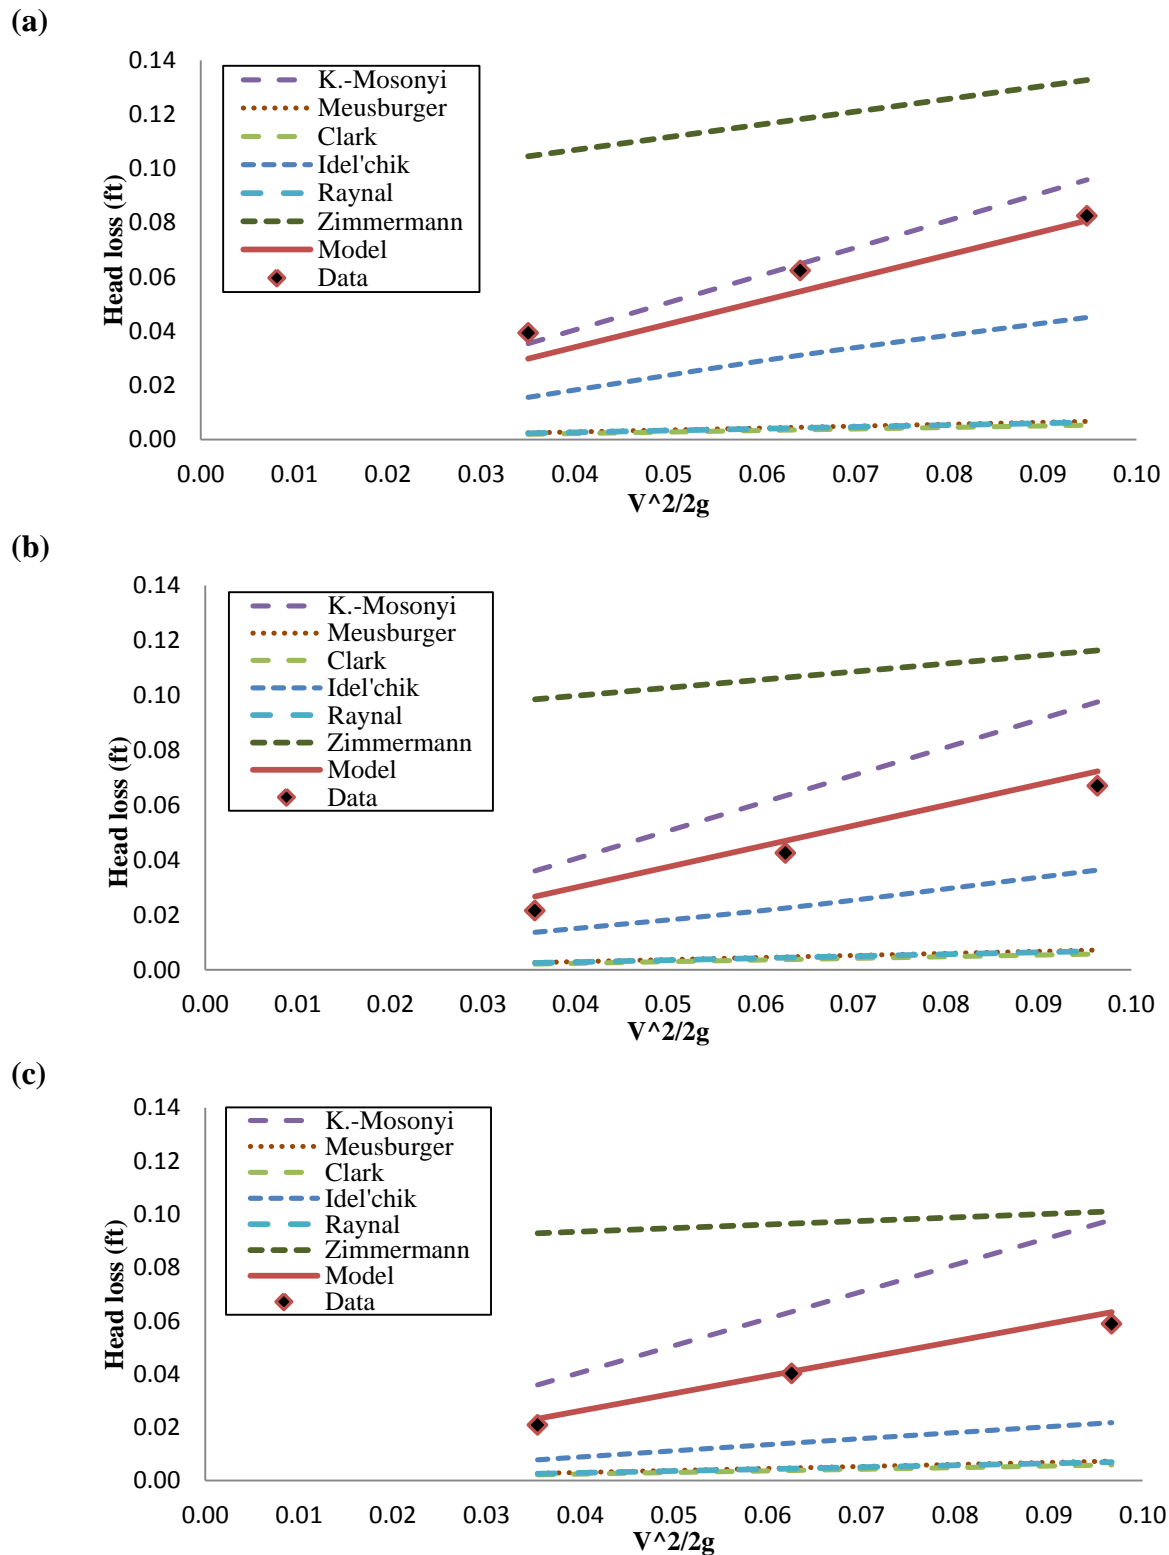 (a)
0.14
0.12
0.10
0.08
0.06
0.04
0.02
0.00
Head loss (ft)
K.-Mosonyi
Meusburger
Clark
Idel'chik
Raynal
Zimmermann
Model
Data
0.00 0.01 0.02 0.03 0.04 0.05 0.06 0.07 0.08 0.09 0.10
V^2/2g
(b)
0.14
0.12
0.10
0.08
0.06
0.04
0.02
0.00
Head loss (ft)
K.-Mosonyi
Meusburger
Clark
Idel'chik
Raynal
Zimmermann
Model
Data
0.00 0.01 0.02 0.03 0.04 0.05 0.06 0.07 0.08 0.09 0.10
V^2/2g
(c)
0.14
0.12
0.10
0.08
0.06
0.04
0.02
0.00
Head loss (ft)
K.-Mosonyi
Meusburger
Clark
Idel'chik
Raynal
Zimmermann
Model
Data
0.00 0.01 0.02 0.03 0.04 0.05 0.06 0.07 0.08 0.09 0.10
V^2/2g